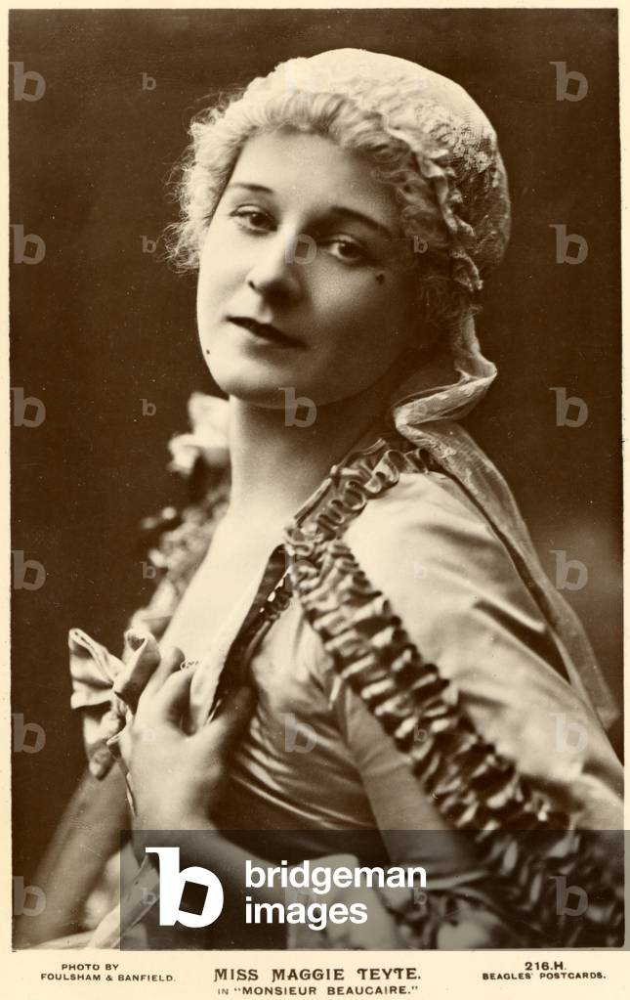 bridgeman
images
PHOTO BY
FOULSHAM & BANFIELD.
MISS MAGGIE TEYTE.
IN "MONSIEUR BEAUCAIRE."
216.H.
BEAGLES' POSTCARDS.